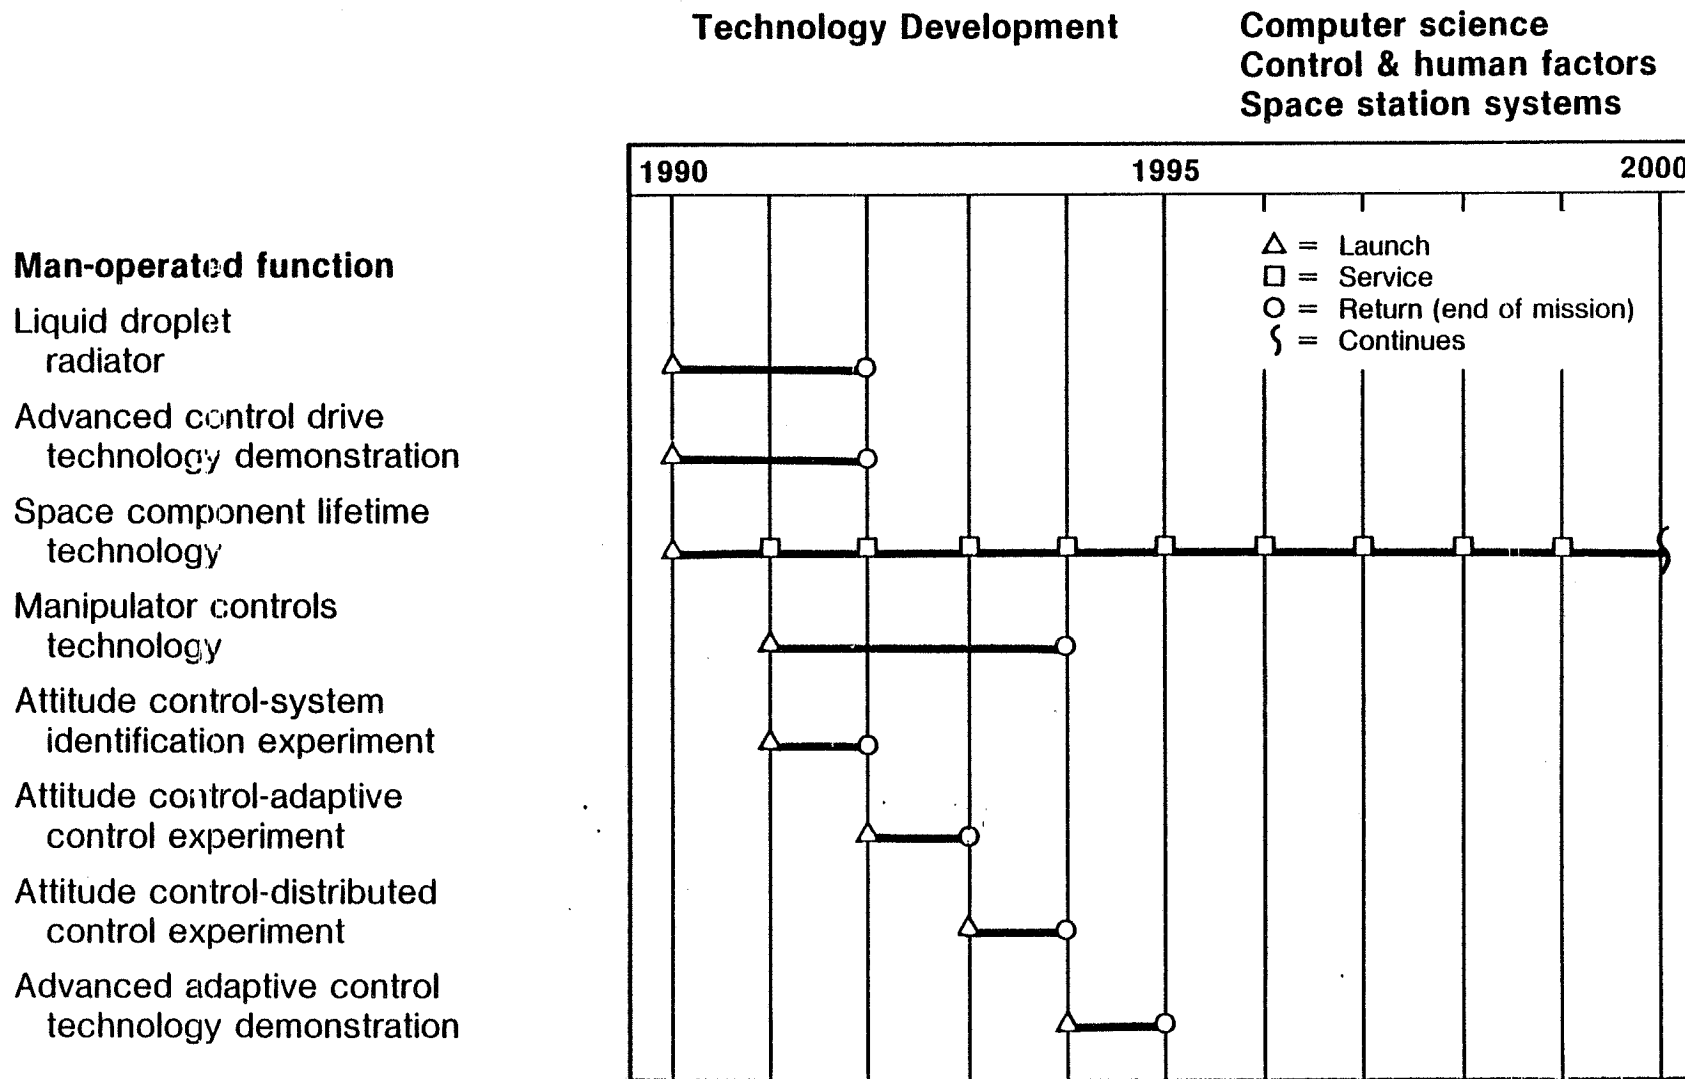 Technology Development
Computer science
Control & human factors
Space station systems
1990 1995 2000
Man-operated function
△ = Launch
□ = Service
○ = Return (end of mission)
⌠ = Continues
Liquid droplet
radiator
Advanced control drive
technology demonstration
Space component lifetime
technology
Manipulator controls
technology
Attitude control-system
identification experiment
Attitude control-adaptive
control experiment
Attitude control-distributed
control experiment
Advanced adaptive control
technology demonstration